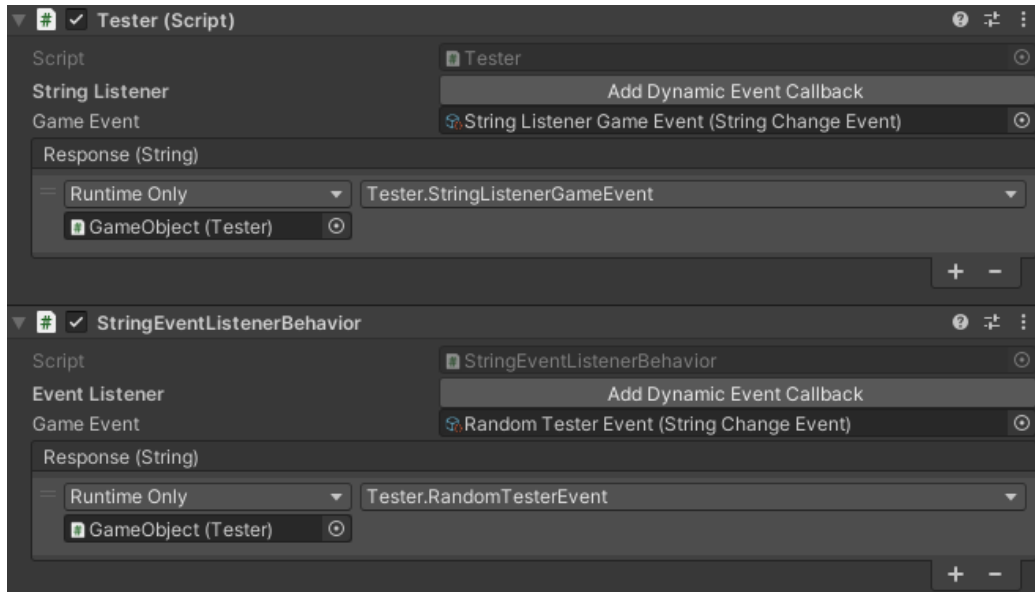 Tester (Script)
Script Tester
String Listener Add Dynamic Event Callback
Game Event String Listener Game Event (String Change Event)
Response (String)
Runtime Only Tester.StringListenerGameEvent
GameObject (Tester)
+ -
StringEventListenerBehavior
Script StringEventListenerBehavior
Event Listener Add Dynamic Event Callback
Game Event Random Tester Event (String Change Event)
Response (String)
Runtime Only Tester.RandomTesterEvent
GameObject (Tester)
+ -